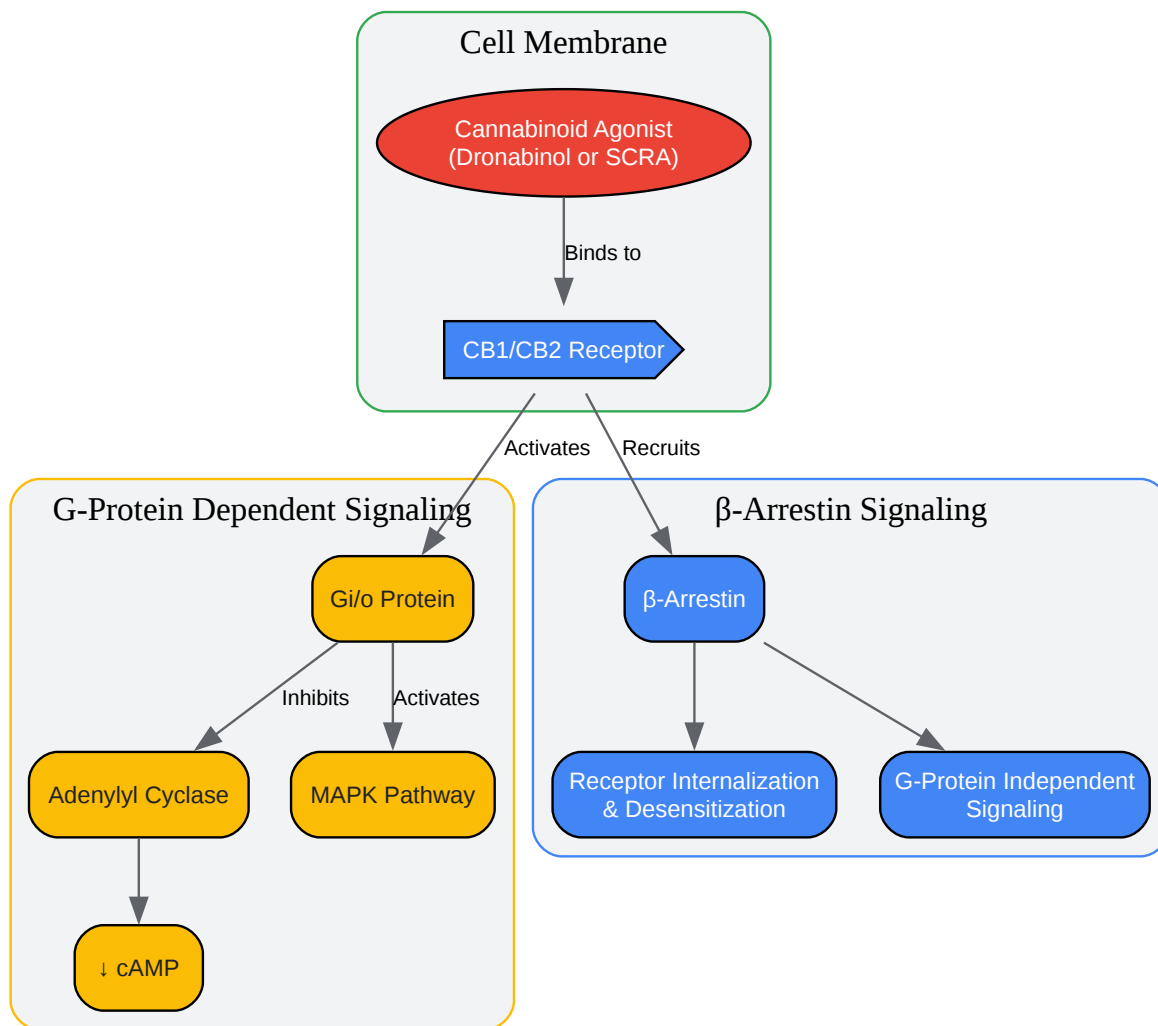 Cell Membrane
Cannabinoid Agonist
(Dronabinol or SCRA)
Binds to
CB1/CB2 Receptor
Activates
Recruits
G-Protein Dependent Signaling
β-Arrestin Signaling
Gi/o Protein
β-Arrestin
Inhibits
Activates
Adenylyl Cyclase
MAPK Pathway
Receptor Internalization
& Desensitization
G-Protein Independent
Signaling
↓ cAMP